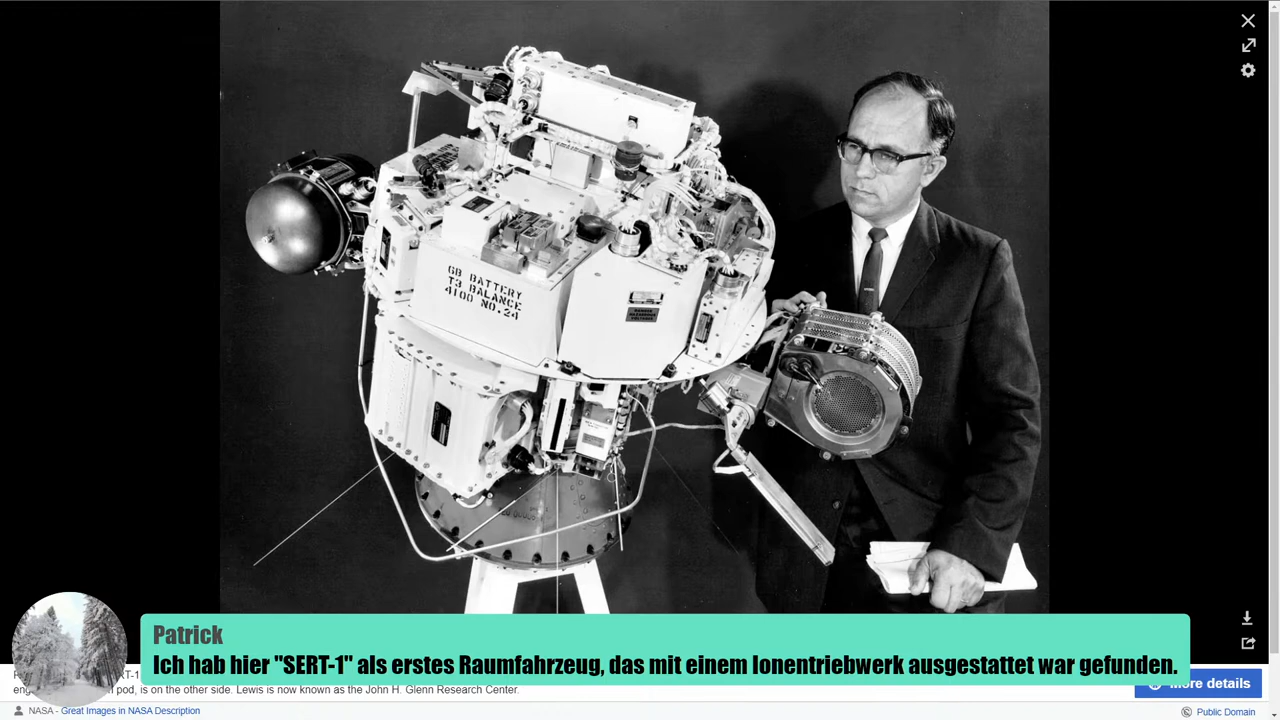 GB BATTERY
T3 BALANCE
4100 NO.24
Patrick
Ich hab hier "SERT-1" als erstes Raumfahrzeug, das mit einem Ionentriebwerk ausgestattet war gefunden.
pod, is on the other side. Lewis is now known as the John H. Glenn Research Center.
More details
NASA - Great Images in NASA Description
Public Domain